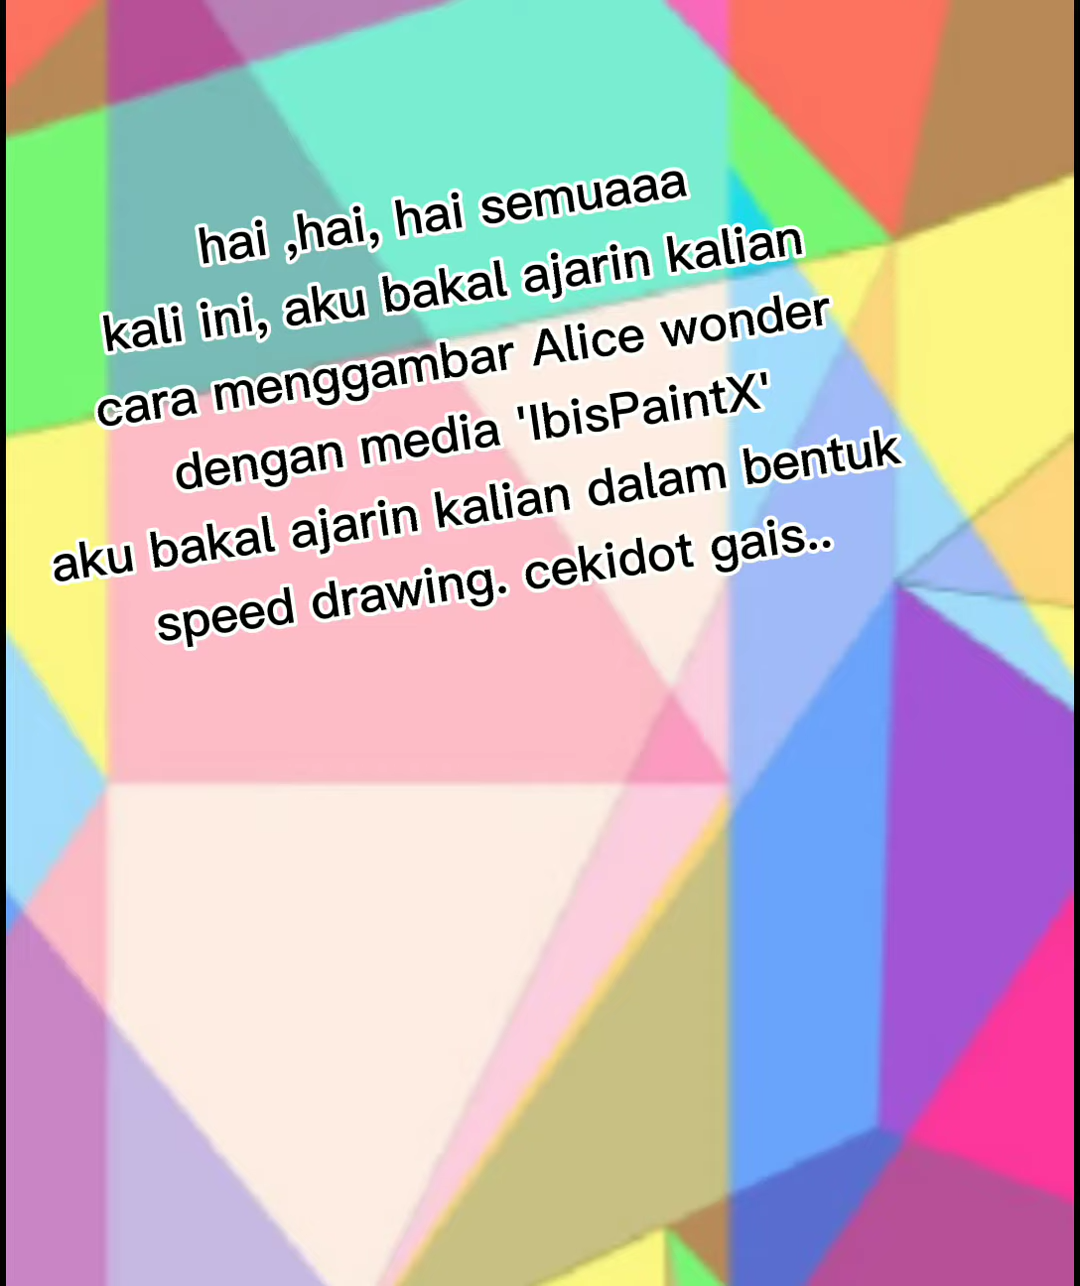 hai ,hai, hai semuaaa
kali ini, aku bakal ajarin kalian
cara menggambar Alice wonder
dengan media 'IbisPaintX'
aku bakal ajarin kalian dalam bentuk
speed drawing. cekidot gais..